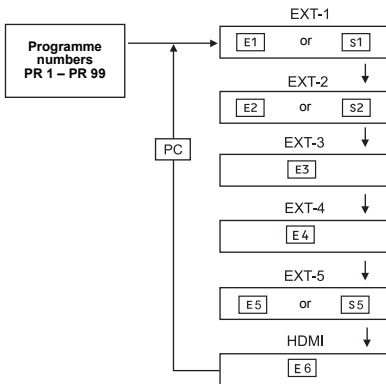 EXT-1
Programme
numbers
PR 1 – PR 99
E1 or S1
EXT-2
E2 or S2
EXT-3
PC
E3
EXT-4
E4
EXT-5
E5 or S5
HDMI
E6